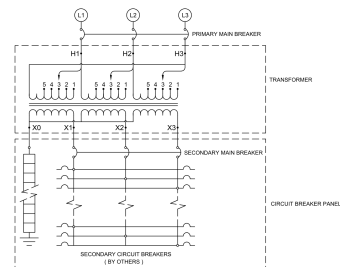 L1 L2 L3
PRIMARY MAIN BREAKER
H1 H2 H3
5 4 3 2 1 5 4 3 2 1 5 4 3 2 1
TRANSFORMER
X0 X1 X2 X3
SECONDARY MAIN BREAKER
CIRCUIT BREAKER PANEL
SECONDARY CIRCUIT BREAKERS
( BY OTHERS )